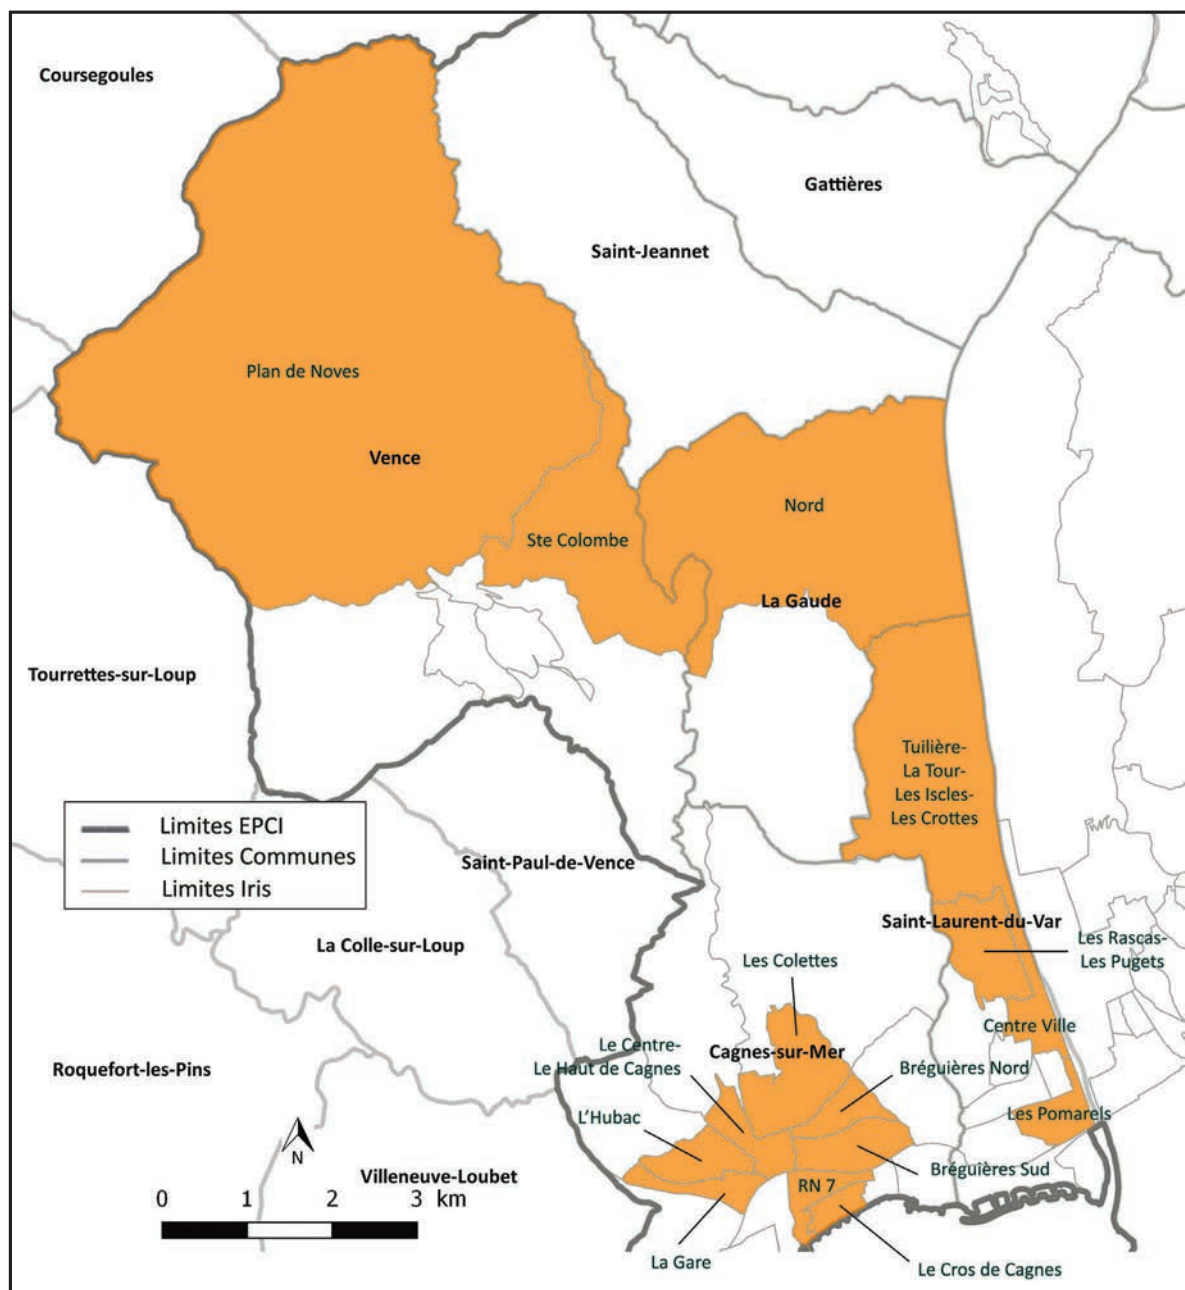 Coursegoules
Gattières
Saint-Jeannet
Plan de Noves
Vence
Nord
Ste Colombe
La Gaude
Tourrettes-sur-Loup
Tuilière-
La Tour-
Les Iscles-
Les Crottes
Limites EPCI
Limites Communes
Limites Iris
Saint-Paul-de-Vence
Saint-Laurent-du-Var
La Colle-sur-Loup
Les Rascas-
Les Pugets
Les Colettes
Centre Ville
Le Centre-
Le Haut de Cagnes
Cagnes-sur-Mer
Bréguières Nord
Roquefort-les-Pins
L'Hubac
Les Pomarels
N
Villeneuve-Loubet
RN 7
Bréguières Sud
0 1 2 3 km
La Gare
Le Cros de Cagnes